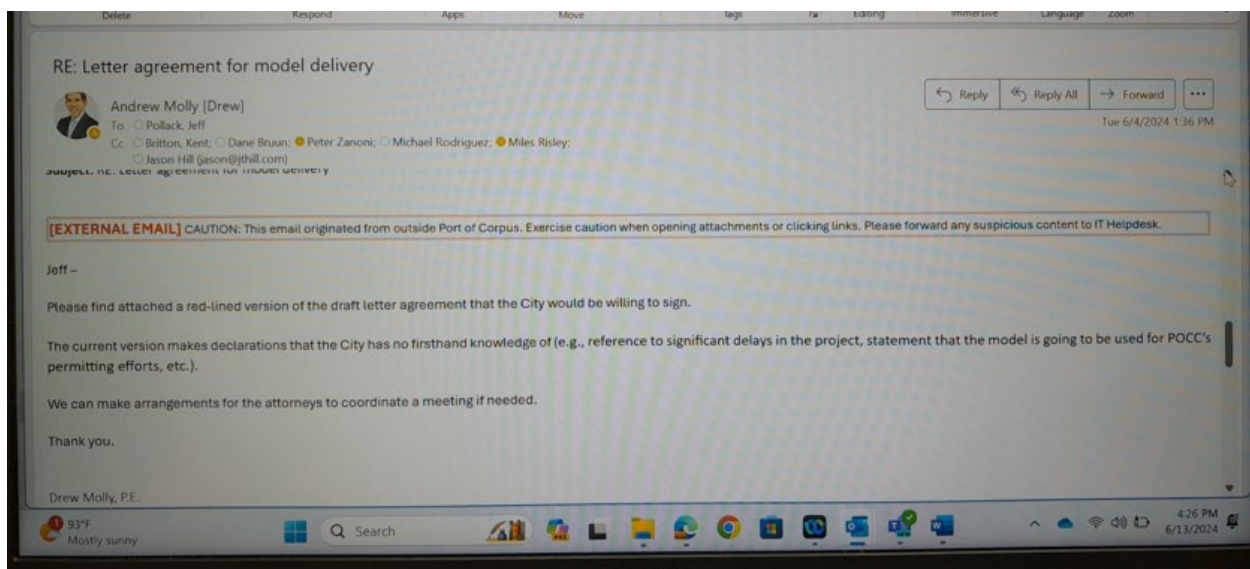 Delete Respond Apps Move Tags Editing Immersive Language Zoom
RE: Letter agreement for model delivery
Andrew Molly [Drew]
To Pollack, Jeff
Cc Britton, Kent; Dane Bruun; Peter Zanoni; Michael Rodriguez; Miles Risley;
Jason Hill (jason@jthill.com)
Reply Reply All Forward ...
Tue 6/4/2024 1:36 PM
Subject: RE: Letter agreement for model delivery
[EXTERNAL EMAIL] CAUTION: This email originated from outside Port of Corpus. Exercise caution when opening attachments or clicking links. Please forward any suspicious content to IT Helpdesk.
Jeff –
Please find attached a red-lined version of the draft letter agreement that the City would be willing to sign.
The current version makes declarations that the City has no firsthand knowledge of (e.g., reference to significant delays in the project, statement that the model is going to be used for POCC's
permitting efforts, etc.).
We can make arrangements for the attorneys to coordinate a meeting if needed.
Thank you.
Drew Molly, P.E.
1
93°F
Mostly sunny
Search
4:26 PM
6/13/2024